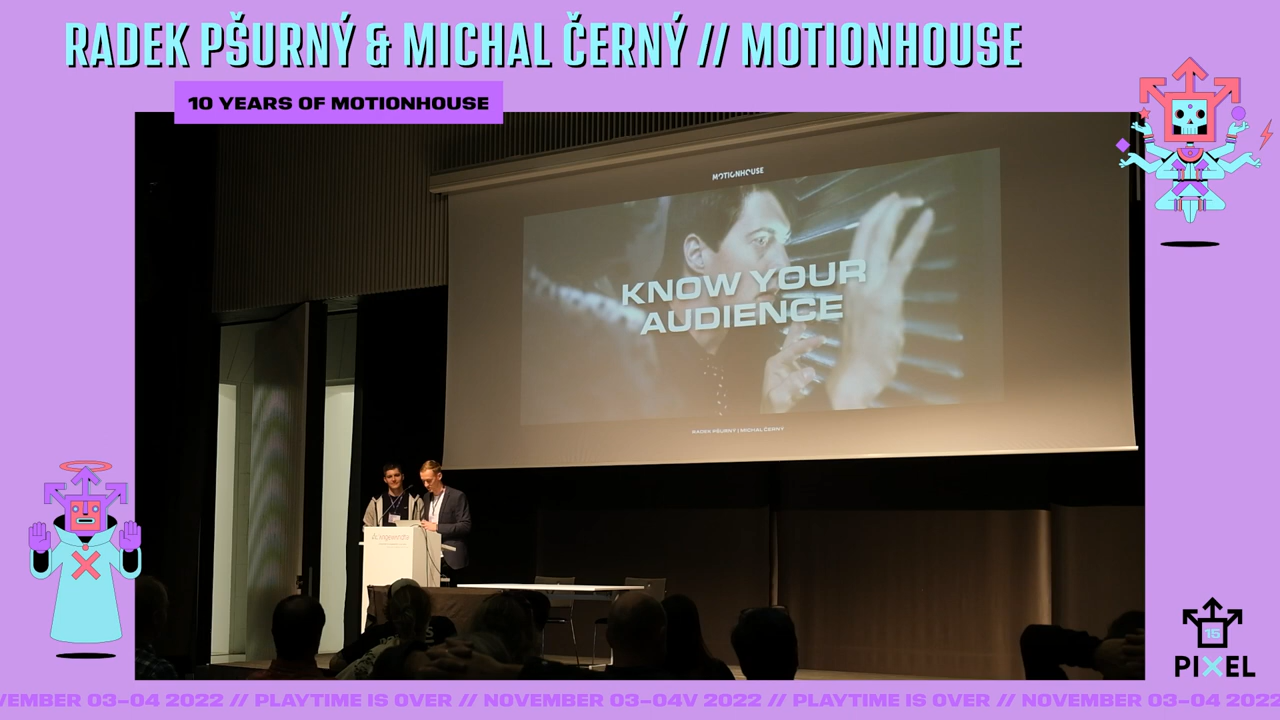 RADEK PŠURNÝ & MICHAL ČERNÝ // MOTIONHOUSE
10 YEARS OF MOTIONHOUSE
MOTIONHOUSE
KNOW YOUR
AUDIENCE
RADEK PŠURNÝ | MICHAL ČERNÝ
15
PIXEL
VEMBER 03-04 2022 // PLAYTIME IS OVER // NOVEMBER 03-04V 2022 // PLAYTIME IS OVER // NOVEMBER 03-04 2022